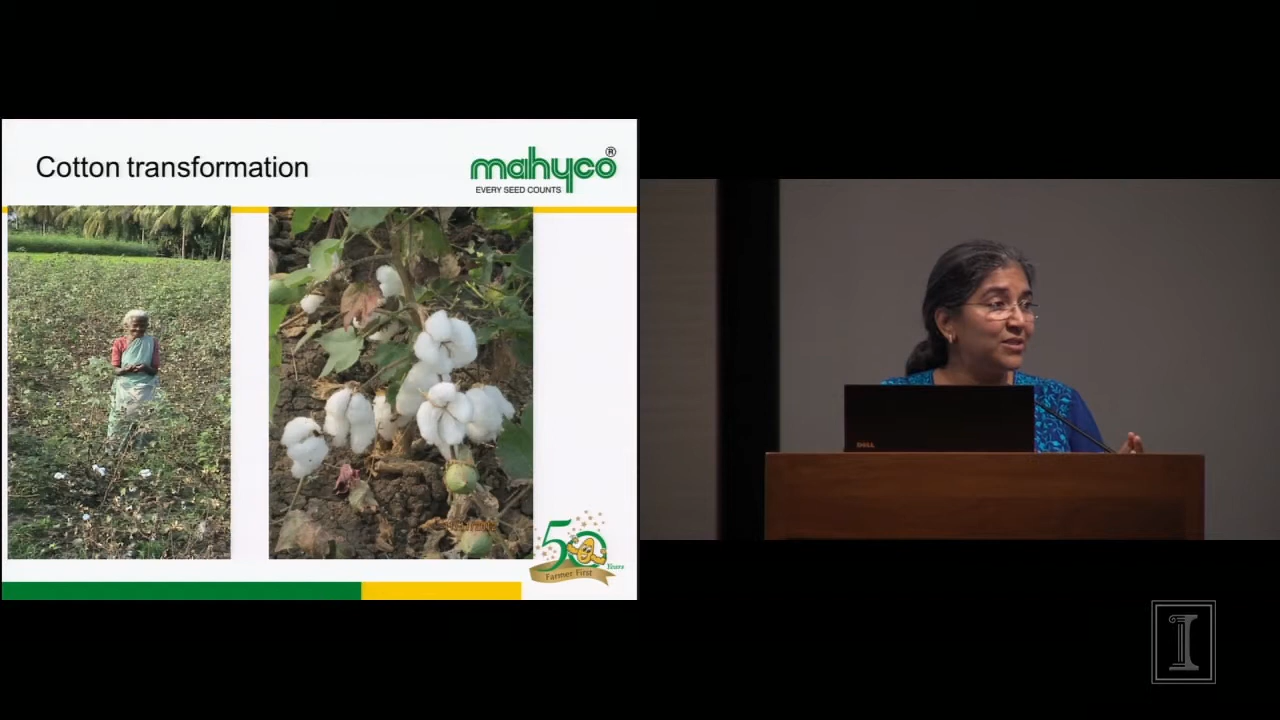 Cotton transformation
mahyco®
EVERY SEED COUNTS
50
Years
Farmer First
DELL
I